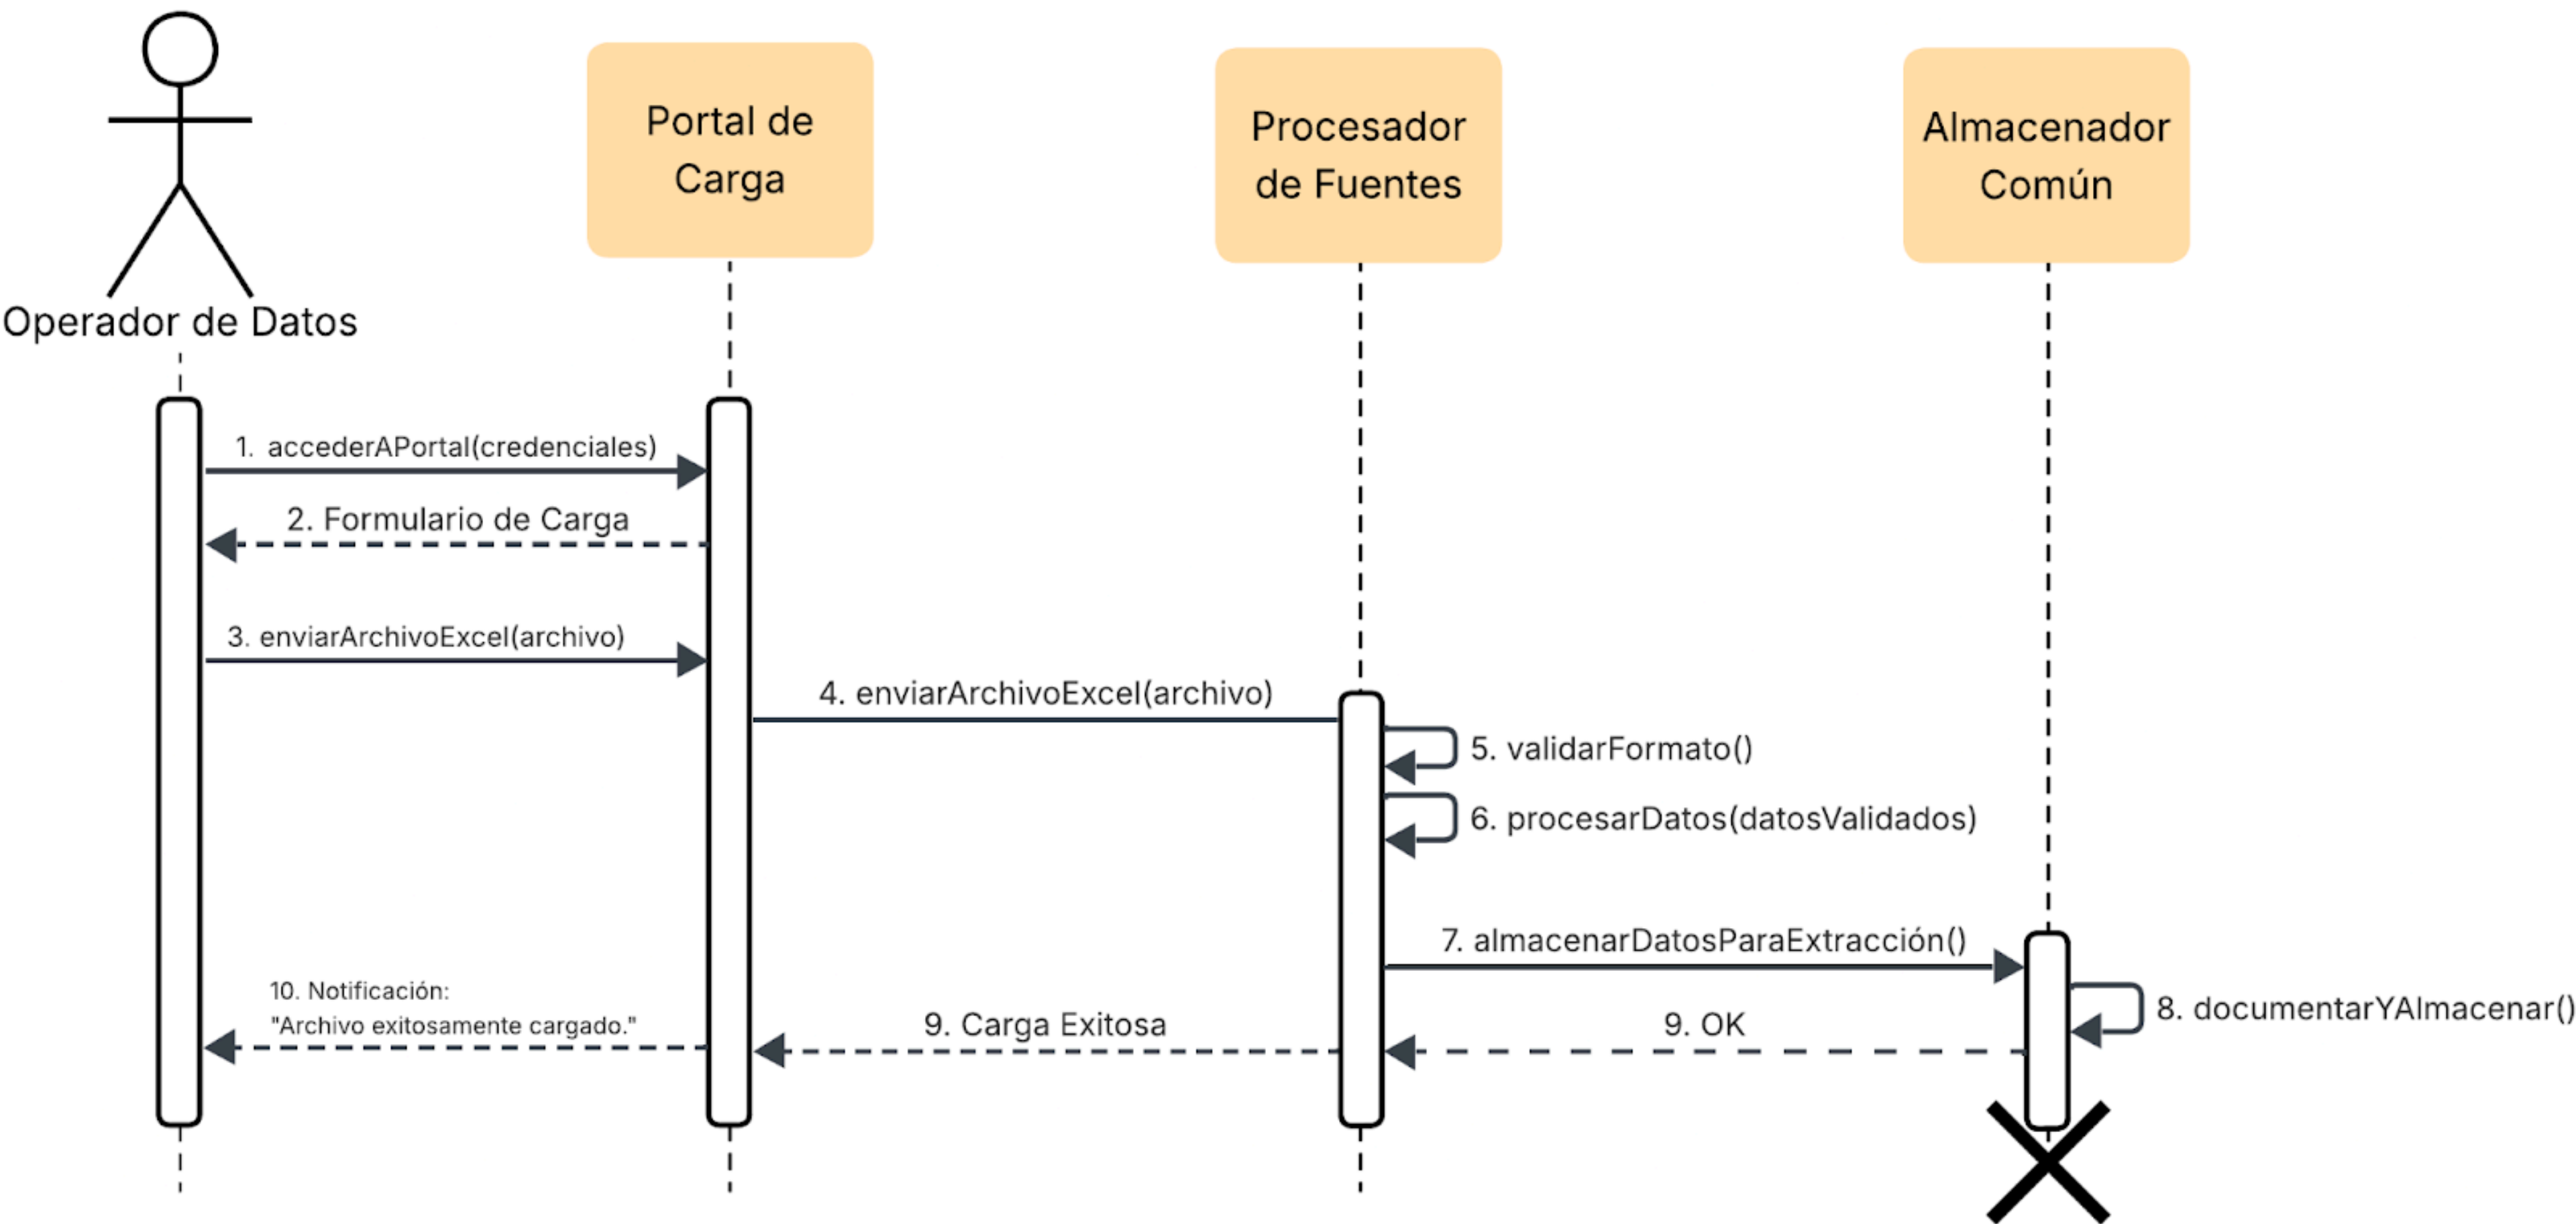 Portal de
Carga
Procesador
de Fuentes
Almacenador
Común
Operador de Datos
1. accederAPortal(credenciales)
2. Formulario de Carga
3. enviarArchivoExcel(archivo)
4. enviarArchivoExcel(archivo)
5. validarFormato()
6. procesarDatos(datosValidados)
7. almacenarDatosParaExtracción()
8. documentarYAlmacenar()
9. OK
9. Carga Exitosa
10. Notificación:
"Archivo exitosamente cargado."